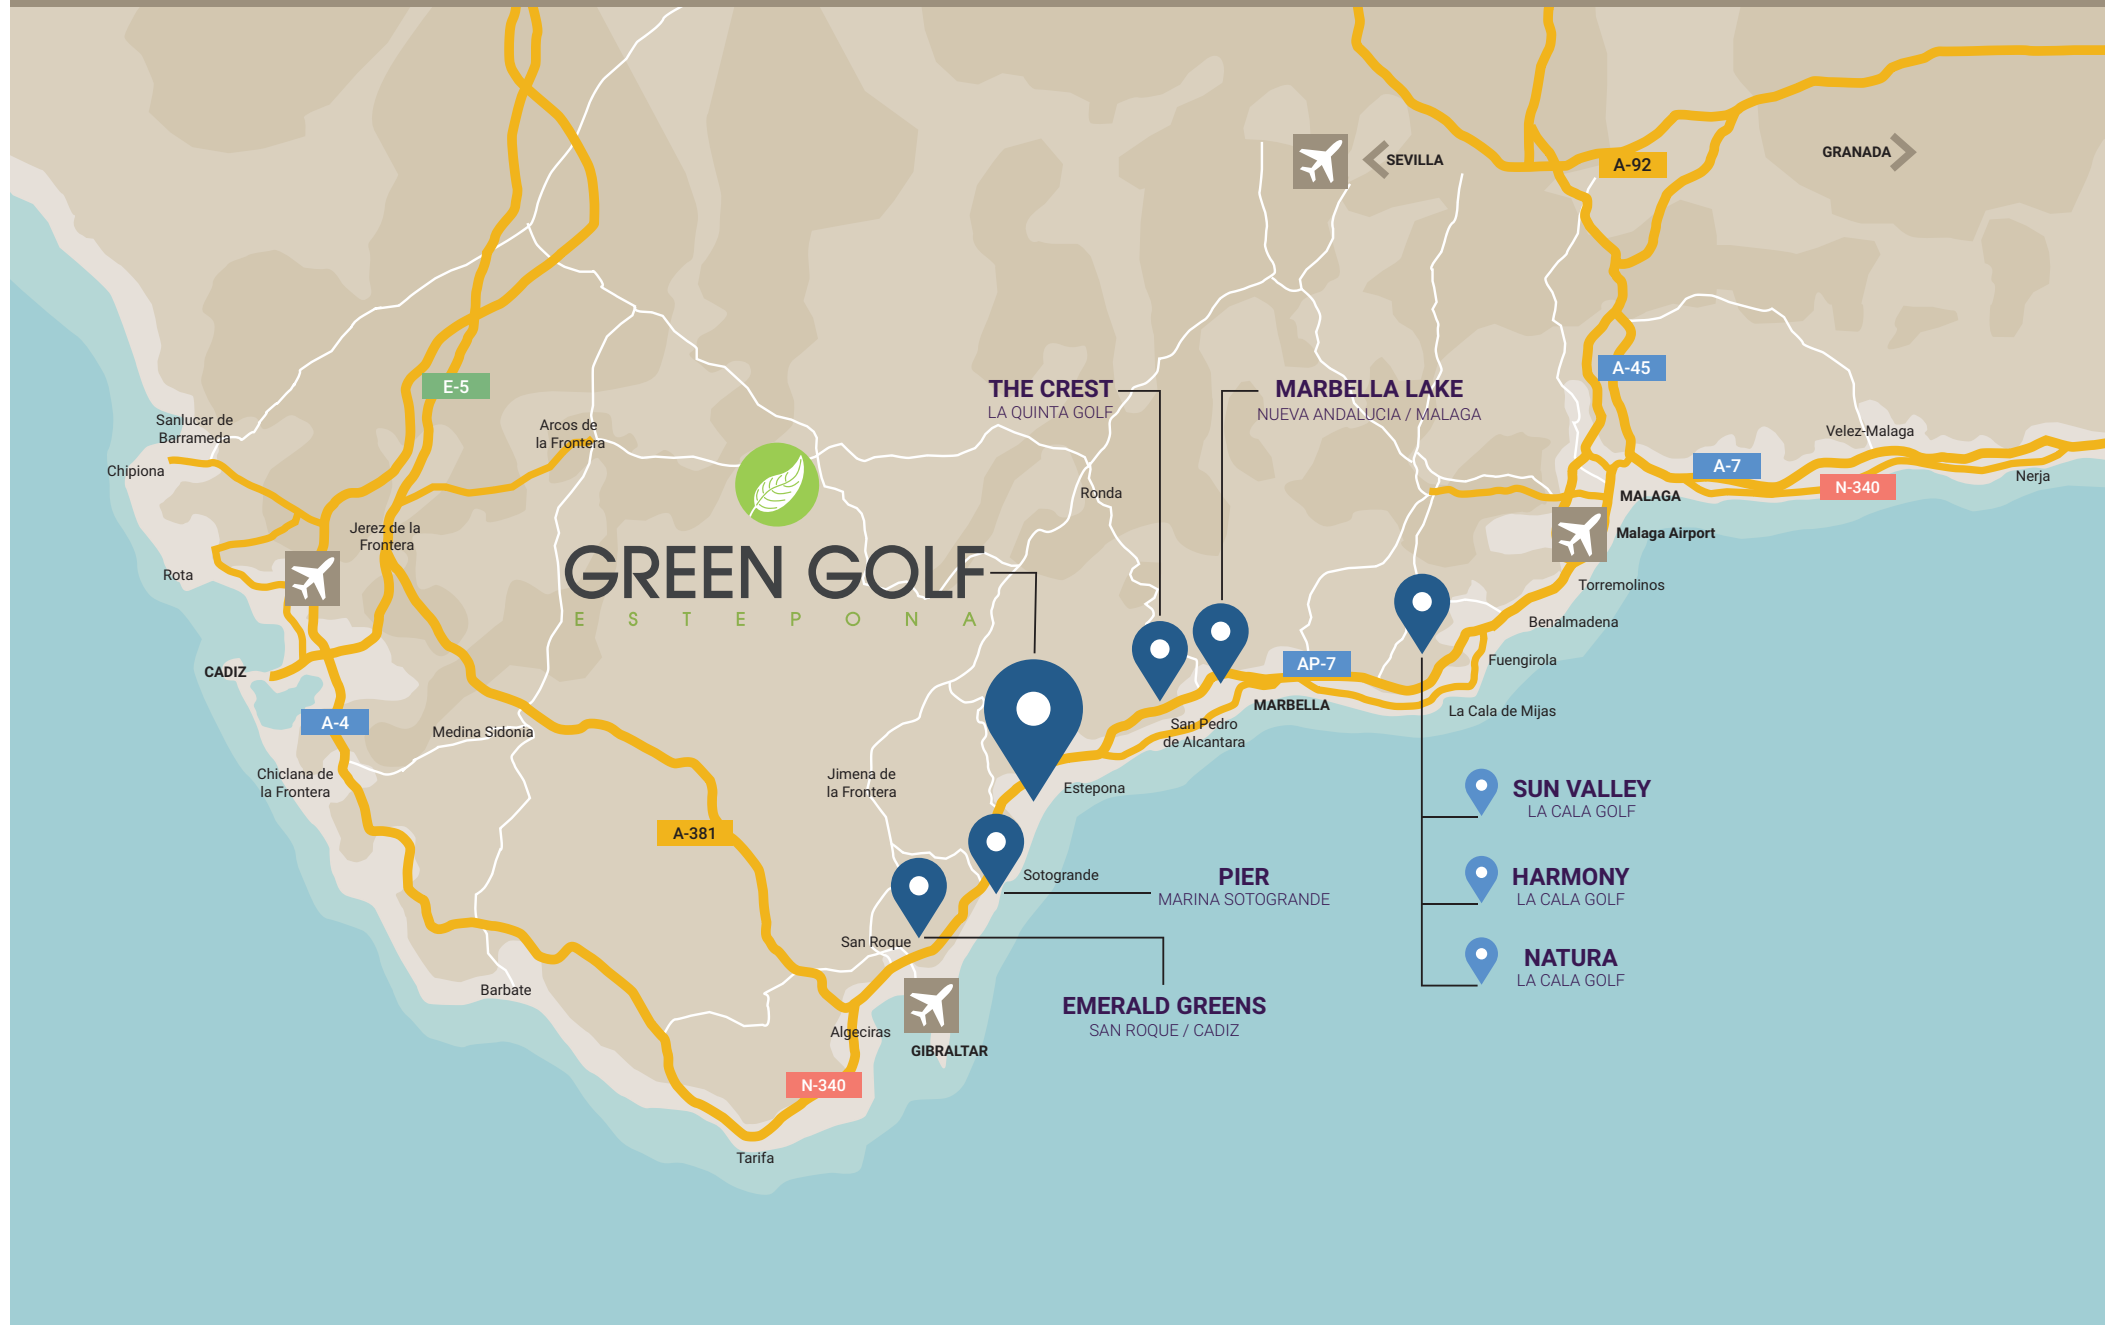 SEVILLA
GRANADA
A-92
A-45
E-5
THE CREST
LA QUINTA GOLF
MARBELLA LAKE
NUEVA ANDALUCIA / MALAGA
Sanlucar de
Barrameda
Chipiona
Arcos de
la Frontera
Velez-Malaga
A-7
N-340
Nerja
Ronda
MALAGA
Malaga Airport
Jerez de la
Frontera
Rota
GREEN GOLF
ESTEPONA
Torremolinos
Benalmadena
Fuengirola
AP-7
CADIZ
MARBELLA
La Cala de Mijas
A-4
Medina Sidonia
San Pedro
de Alcantara
Chiclana de
la Frontera
Jimena de
la Frontera
Estepona
SUN VALLEY
LA CALA GOLF
A-381
Sotogrande
PIER
MARINA SOTOGRANDE
HARMONY
LA CALA GOLF
San Roque
NATURA
LA CALA GOLF
Barbate
EMERALD GREENS
SAN ROQUE / CADIZ
Algeciras
GIBRALTAR
N-340
Tarifa